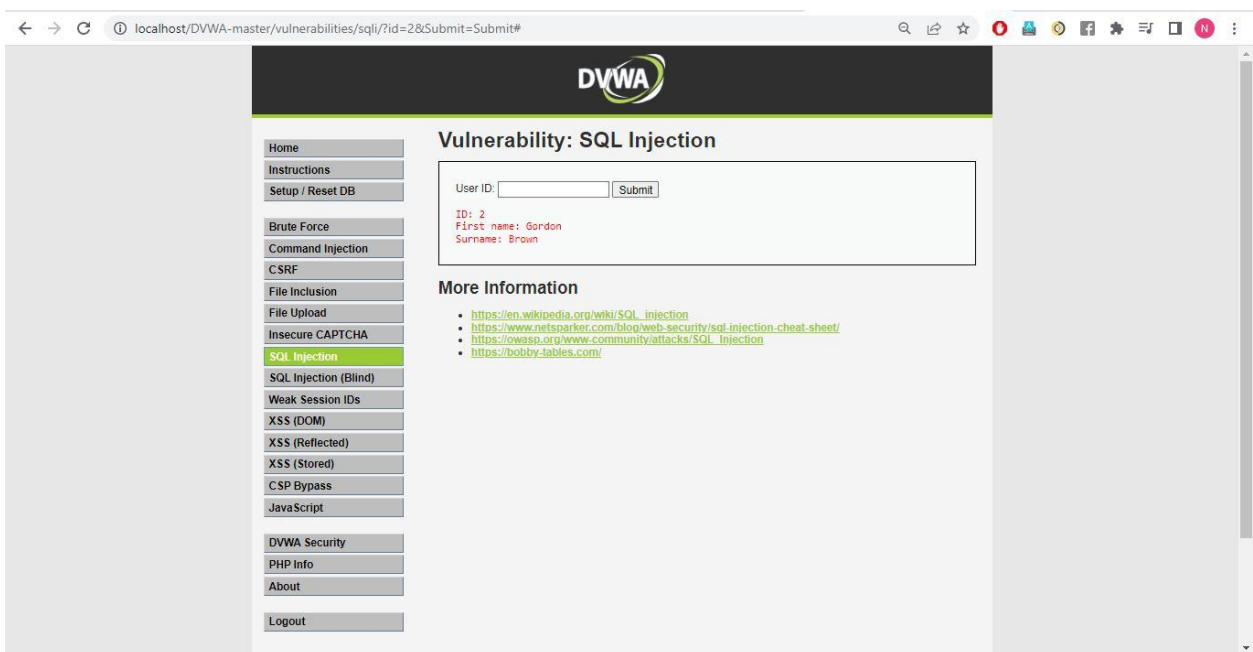 localhost/DVWA-master/vulnerabilities/sqli/?id=2&Submit=Submit#
N
DVWA
Home
Instructions
Setup / Reset DB
Brute Force
Command Injection
CSRF
File Inclusion
File Upload
Insecure CAPTCHA
SQL Injection
SQL Injection (Blind)
Weak Session IDs
XSS (DOM)
XSS (Reflected)
XSS (Stored)
CSP Bypass
JavaScript
DVWA Security
PHP Info
About
Logout
Vulnerability: SQL Injection
User ID: Submit
ID: 2
First name: Gordon
Surname: Brown
More Information
https://en.wikipedia.org/wiki/SQL_injection
https://www.netsparker.com/blog/web-security/sql-injection-cheat-sheet/
https://owasp.org/www-community/attacks/SQL_Injection
https://bobby-tables.com/